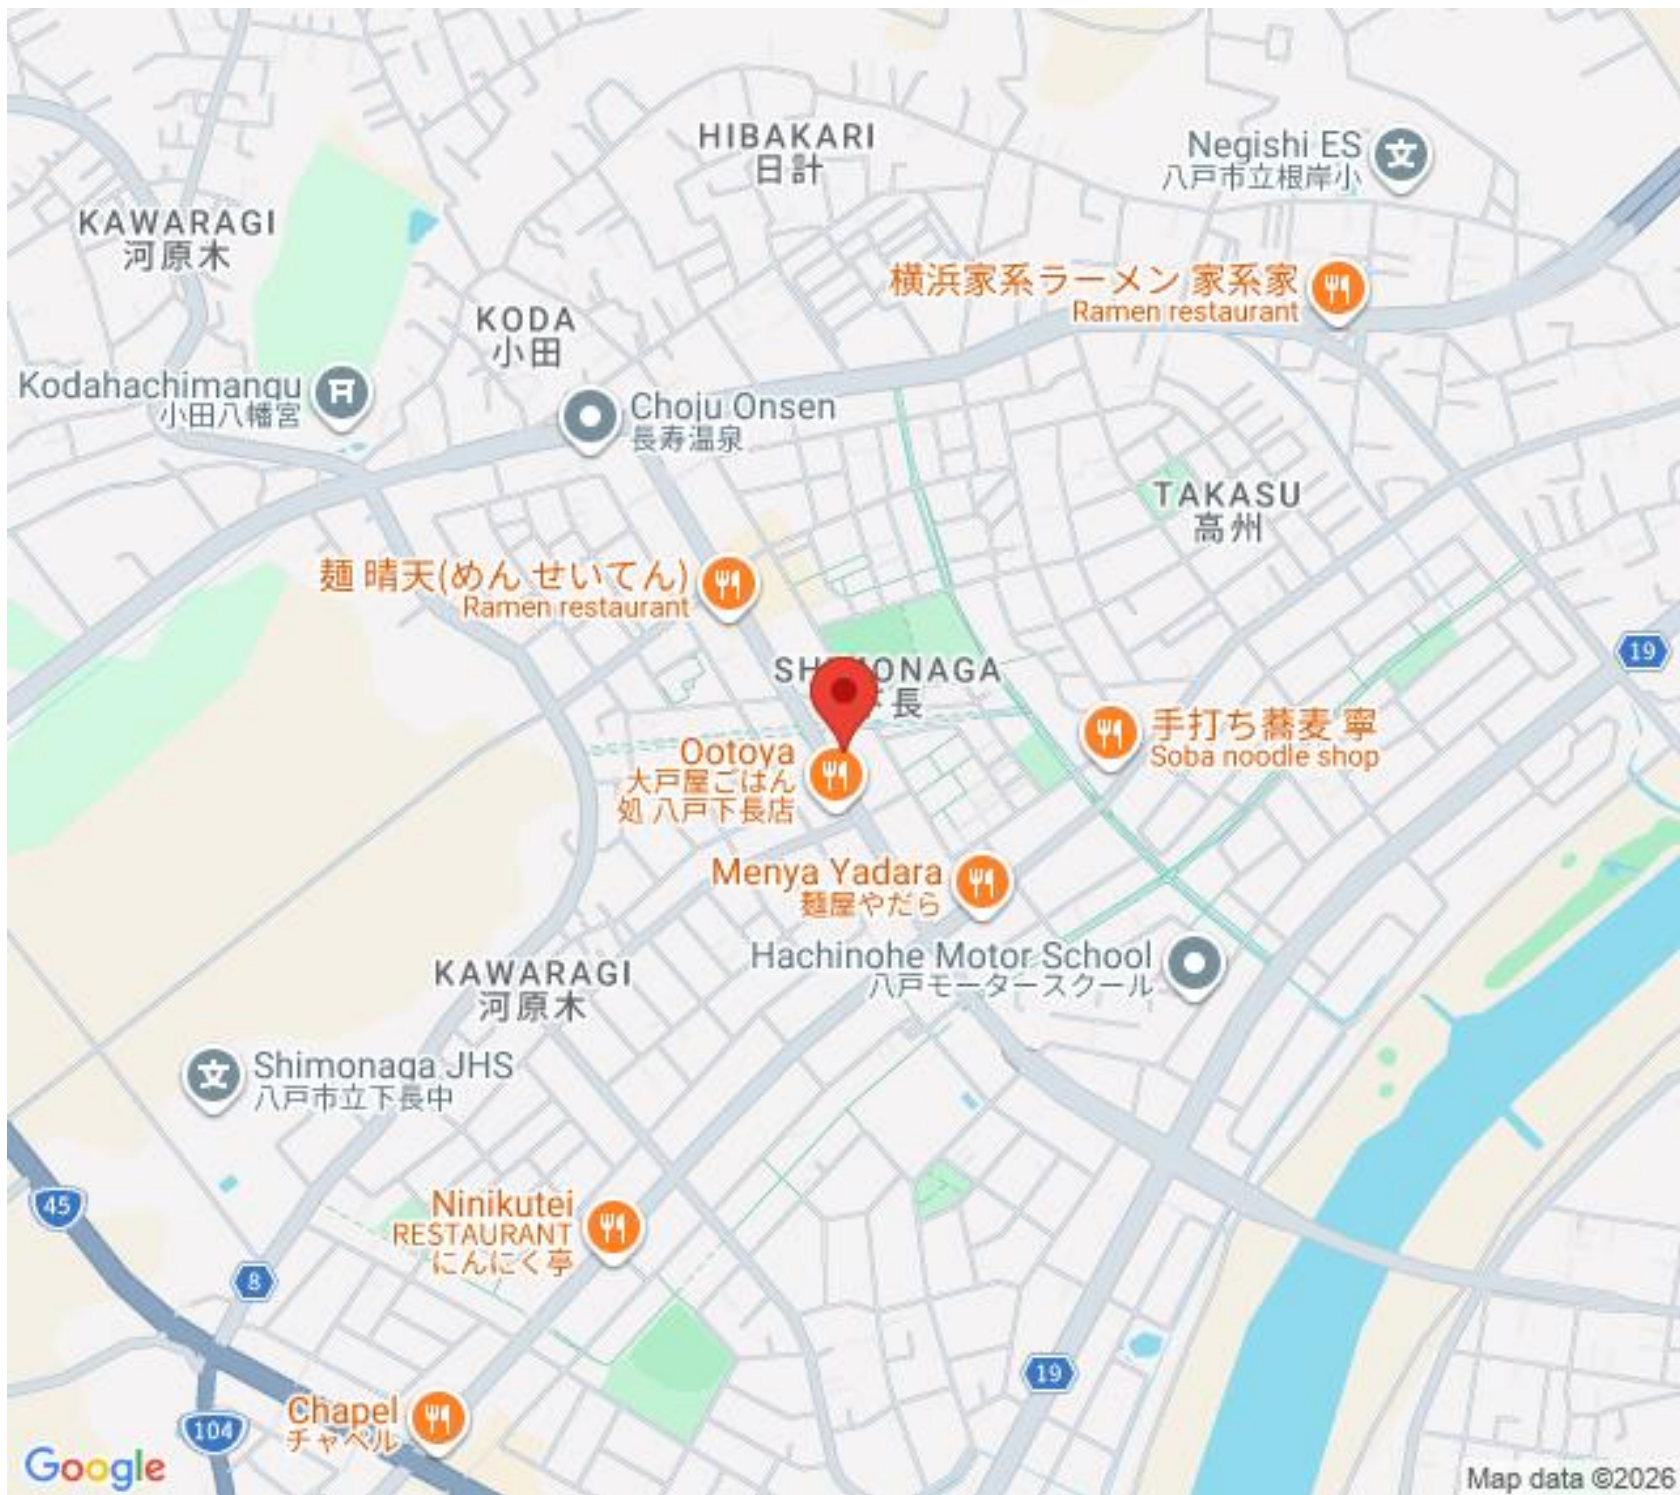 HIBAKARI
日計
Negishi ES
八戸市立根岸小
KAWARAGI
河原木
横浜家系ラーメン 家系家
Ramen restaurant
KODA
小田
Kodahachimangu
小田八幡宮
Choju Onsen
長寿温泉
TAKASU
高州
麺 晴天(めん せいてん)
Ramen restaurant
19
長
手打ち蕎麦 寧
Soba noodle shop
Ootoya
大戸屋ごはん
処 八戸下長店
Menya Yadara
麺屋やだら
Hachinohe Motor School
八戸モータースクール
KAWARAGI
河原木
Shimonaga JHS
八戸市立下長中
45
Ninikutei
RESTAURANT
にんにく亭
8
19
Chapel
チャペル
104
Google
Map data ©2026